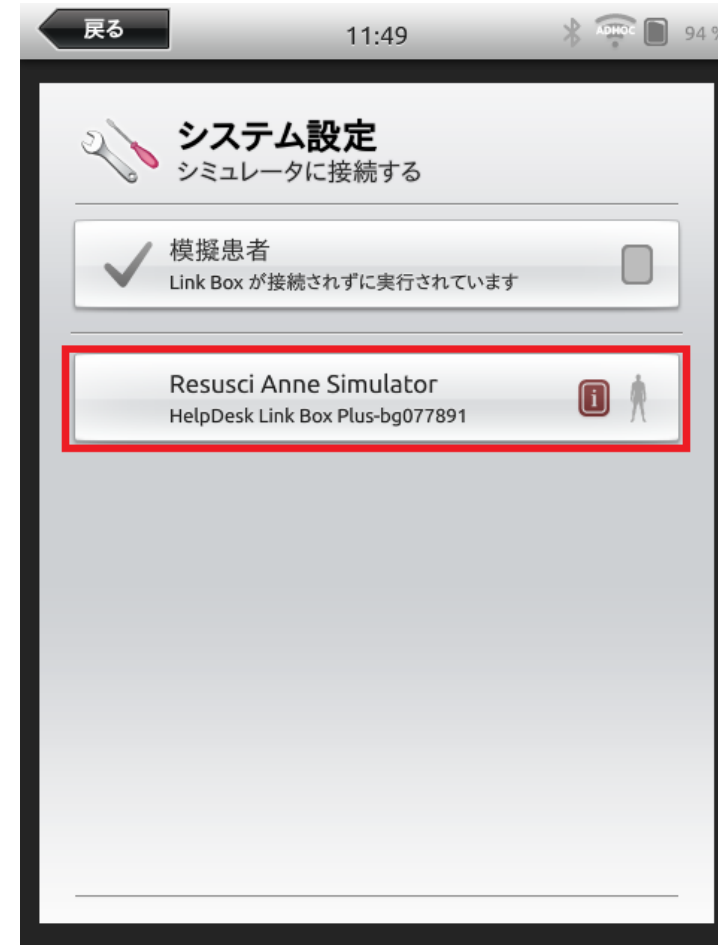 戻る
11:49
ADHOC
94 %
システム設定
シミュレータに接続する
模擬患者
Link Box が接続されずに実行されています
Resusci Anne Simulator
HelpDesk Link Box Plus-bg077891
i